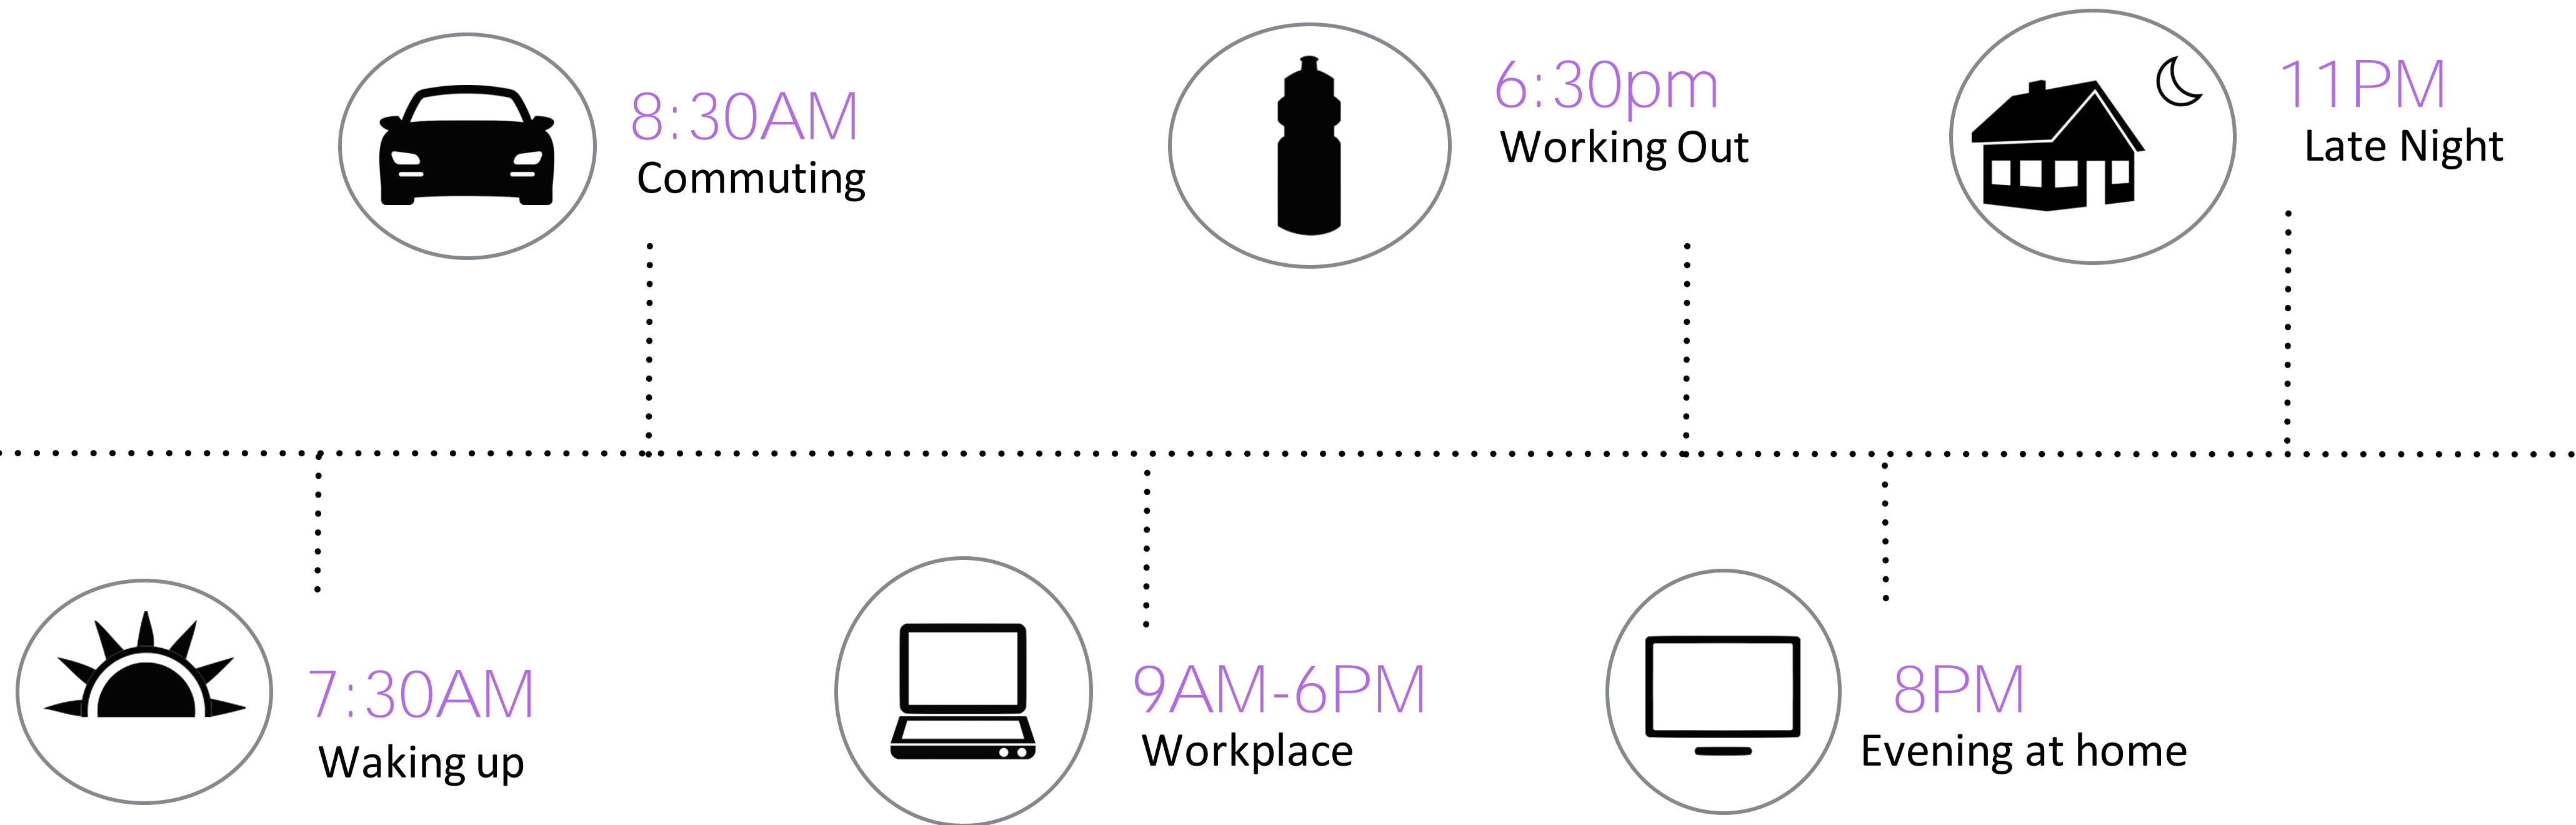 7:30AM
Waking up
8:30AM
Commuting
9AM-6PM
Workplace
6:30pm
Working Out
8PM
Evening at home
11PM
Late Night